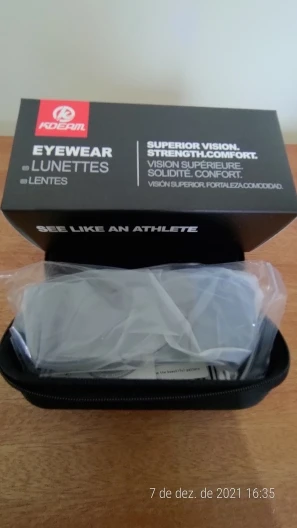 KDEAM
EYEWEAR
LUNETTES
LENTES
SUPERIOR VISION.
STRENGTH.COMFORT.
VISION SUPÉRIEURE.
SOLIDITÉ. CONFORT.
VISIÓN SUPERIOR. FORTALEZA.COMODIDAD.
SEE LIKE AN ATHLETE
7 de dez. de 2021 16:35